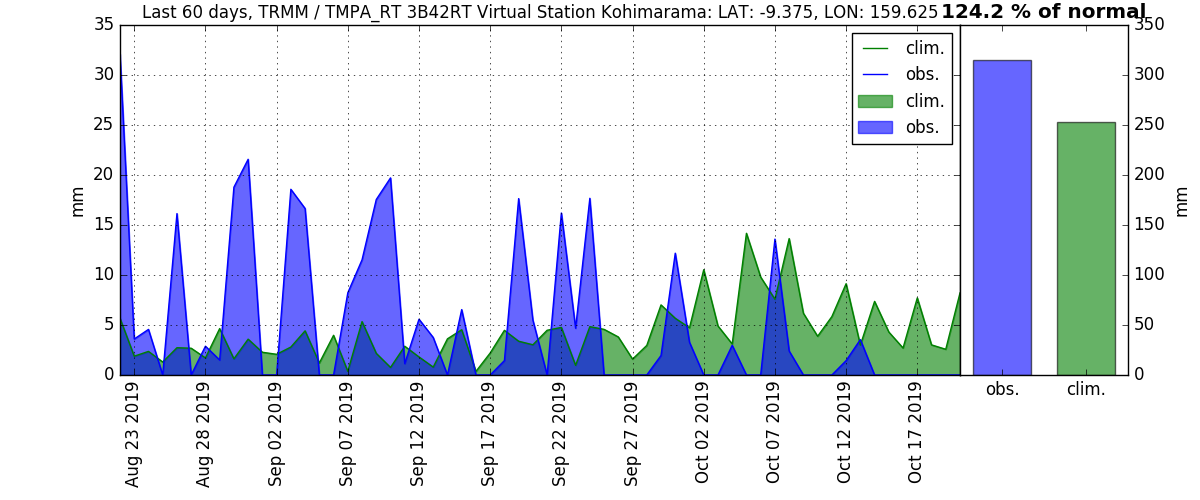 Last 60 days, TRMM / TMPA_RT 3B42RT Virtual Station Kohimarama: LAT: -9.375, LON: 159.625
124.2 % of normal
35
30
25
20
15
10
5
0
mm
clim.
obs.
clim.
obs.
350
300
250
200
150
100
50
0
mm
obs.
clim.
Aug 23 2019
Aug 28 2019
Sep 02 2019
Sep 07 2019
Sep 12 2019
Sep 17 2019
Sep 22 2019
Sep 27 2019
Oct 02 2019
Oct 07 2019
Oct 12 2019
Oct 17 2019